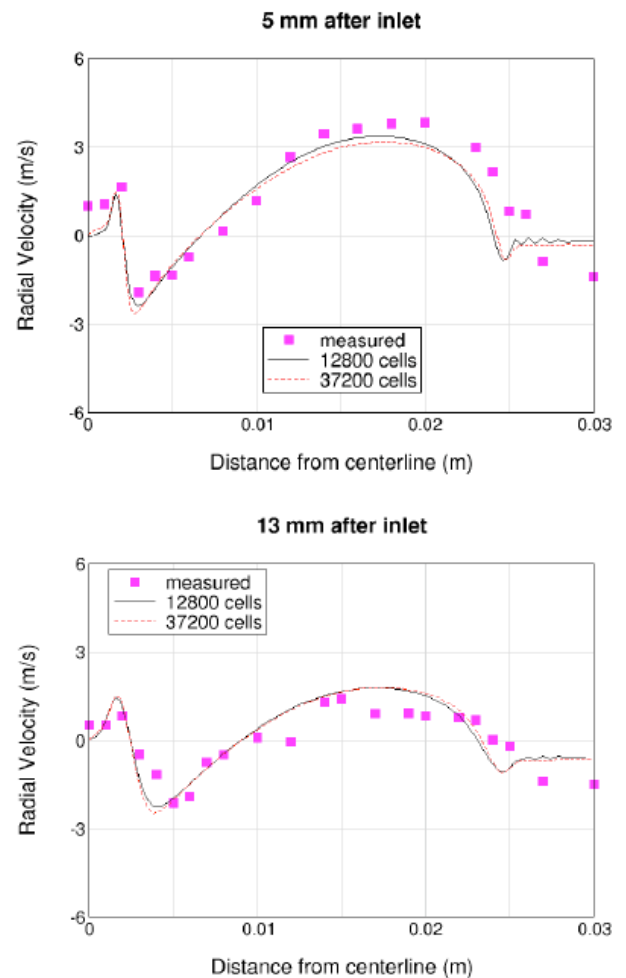 5 mm after inlet
6
3
0
-3
-6
Radial Velocity (m/s)
measured
12800 cells
37200 cells
0
0.01
0.02
0.03
Distance from centerline (m)
13 mm after inlet
6
3
0
-3
-6
Radial Velocity (m/s)
measured
12800 cells
37200 cells
0
0.01
0.02
0.03
Distance from centerline (m)